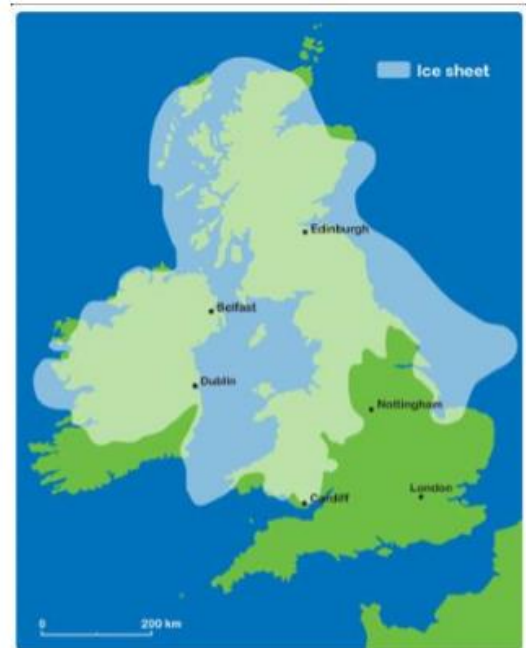 Ice sheet
Edinburgh
Belfast
Dublin
Nottingham
London
Cardiff
0 200 km